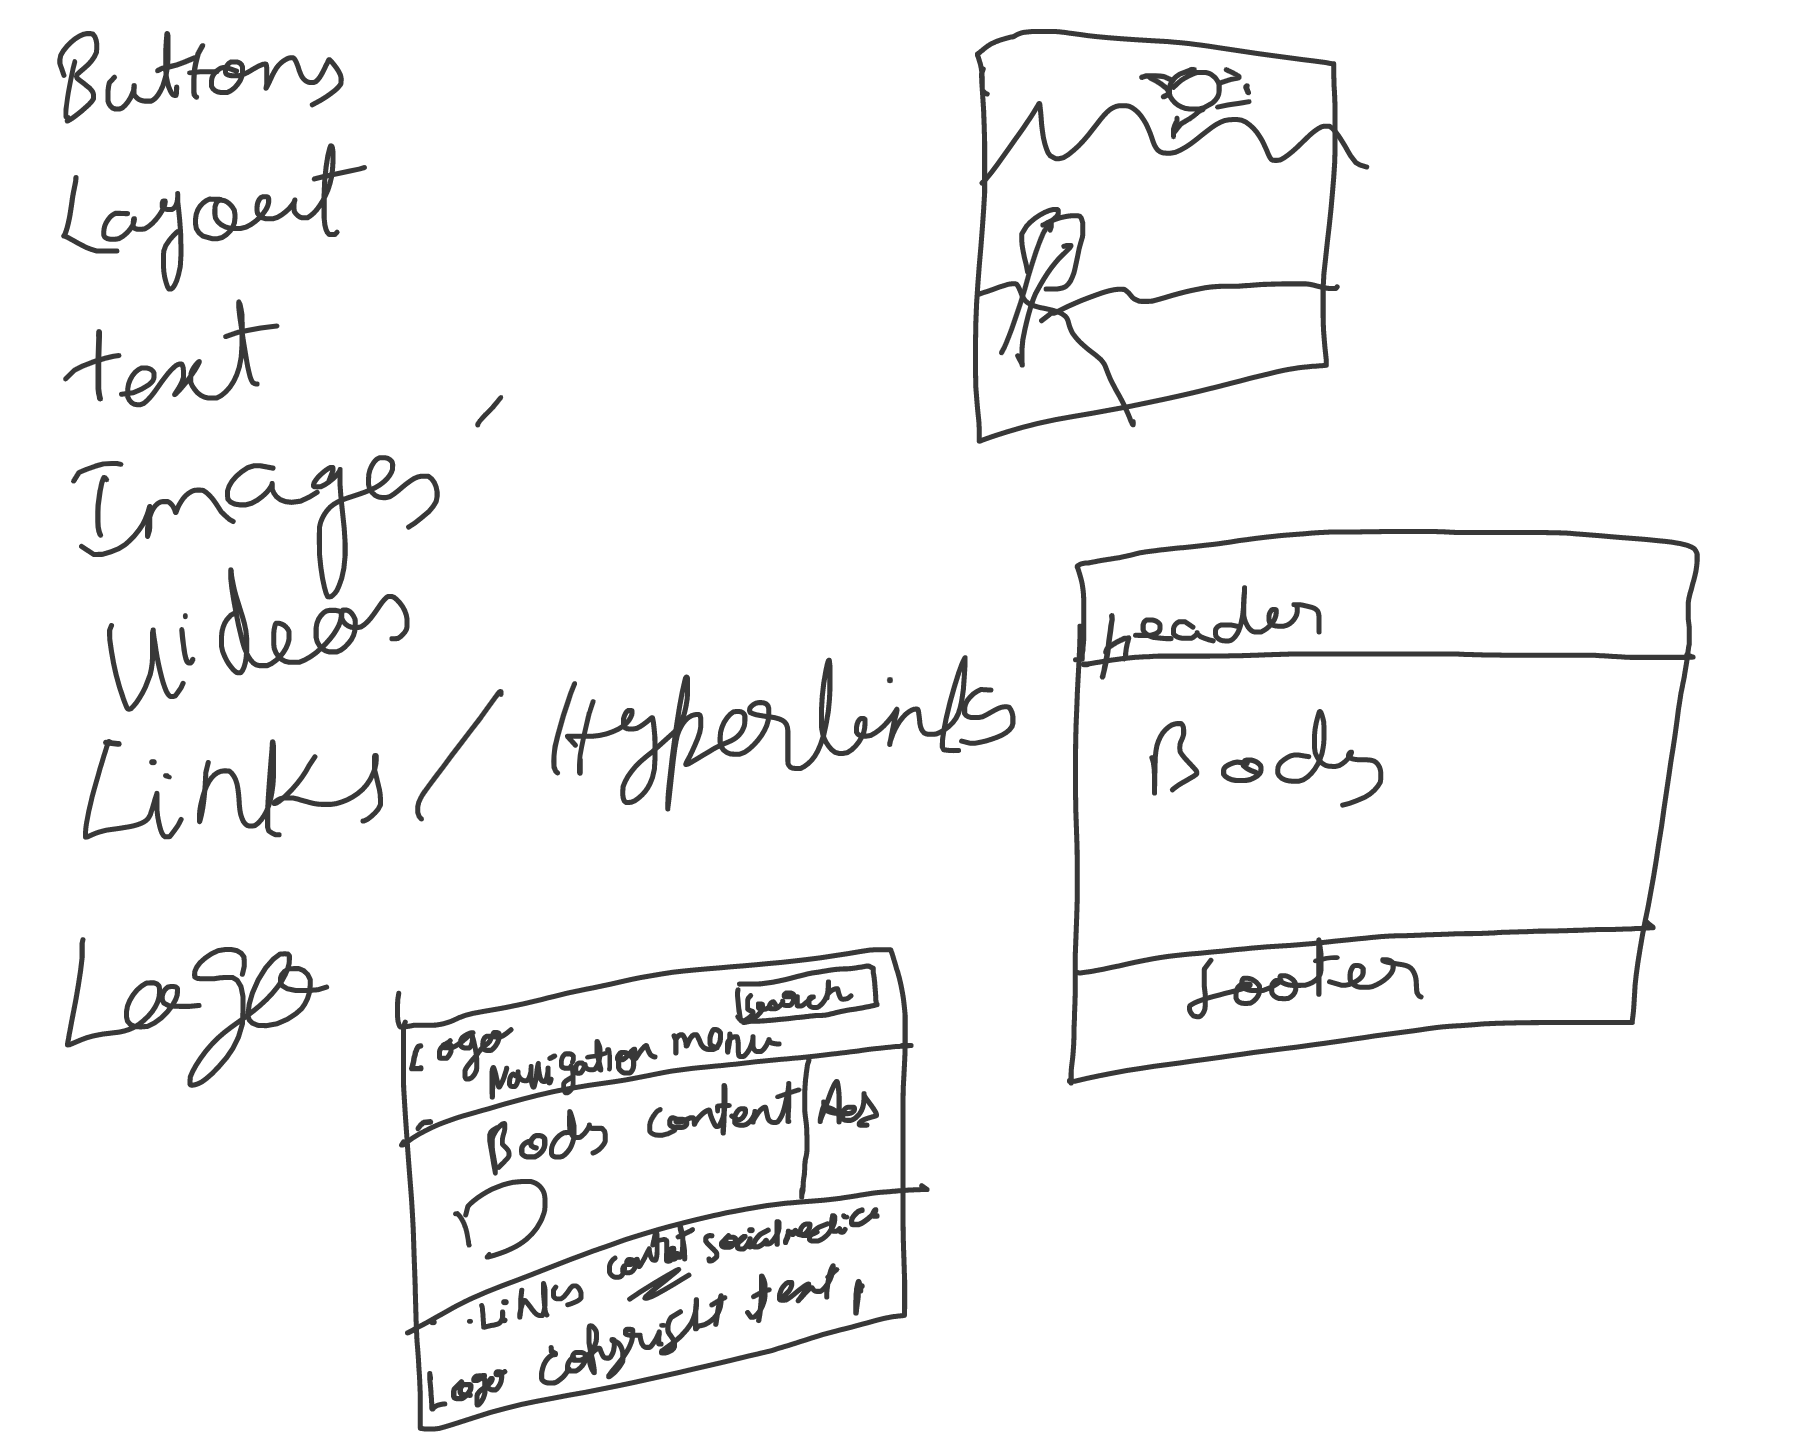 Buttons
Layout
text
Images
Videos
Links / Hyperlinks
Logo
Header
Body
footer
Search
Logo
Navigation menu
Body content Ads
Links contct socialmedia
Logo copyright text,